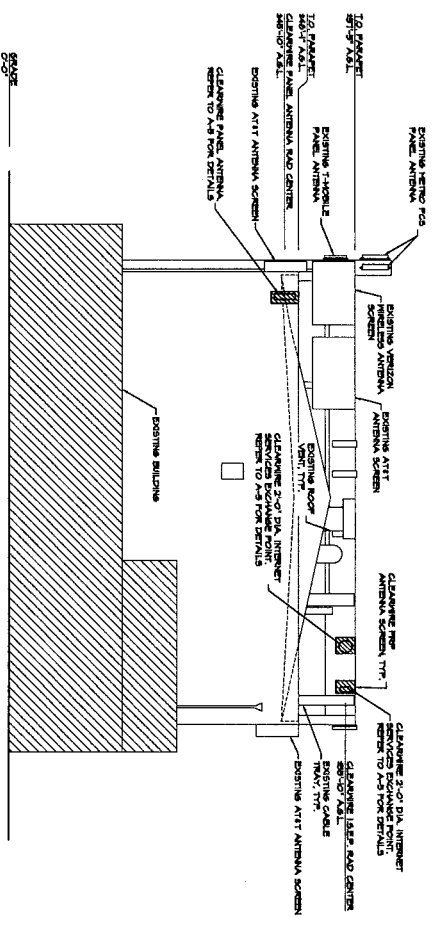 EXISTING METRO PCS
PANEL ANTENNA
T.O. PARAPET
A.G.L.
EXISTING T-MOBILE
PANEL ANTENNA
T.O. PARAPET
A.G.L.
CLEARWIRE PANEL ANTENNA RAD CENTER
A.G.L.
EXISTING AT&T ANTENNA SCREEN
CLEARWIRE PANEL ANTENNA,
REFER TO A-5 FOR DETAILS
GRADE
0'-0"
EXISTING VERIZON
WIRELESS ANTENNA
SCREEN
EXISTING AT&T
ANTENNA SCREEN
EXISTING ROOF
VENT, TYP.
CLEARWIRE 2'-0" DIA. INTERNET
SERVICES EXCHANGE POINT.
REFER TO A-5 FOR DETAILS
EXISTING BUILDING
CLEARWIRE FRP
ANTENNA SCREEN, TYP.
CLEARWIRE 2'-0" DIA. INTERNET
SERVICES EXCHANGE POINT.
REFER TO A-5 FOR DETAILS
CLEARWIRE I.S.E.P. RAD CENTER
A.G.L.
EXISTING CABLE
TRAY, TYP.
EXISTING AT&T ANTENNA SCREEN